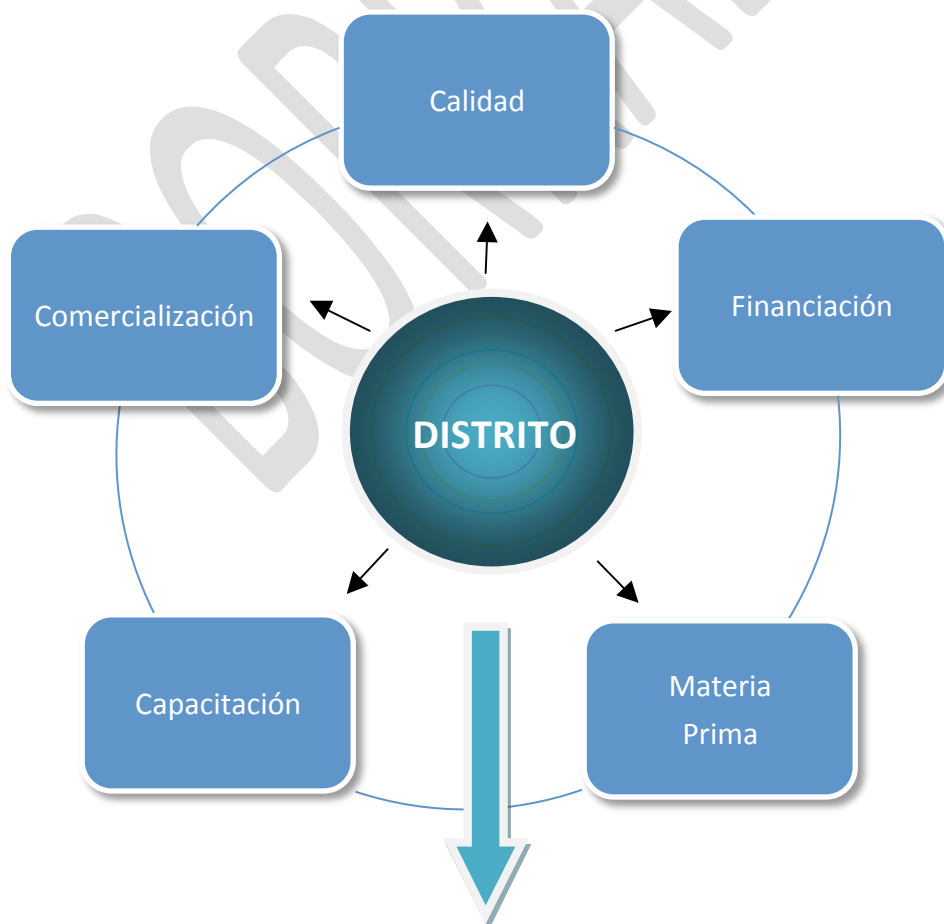 Calidad
Comercialización
Financiación
DISTRITO
Capacitación
Materia
Prima